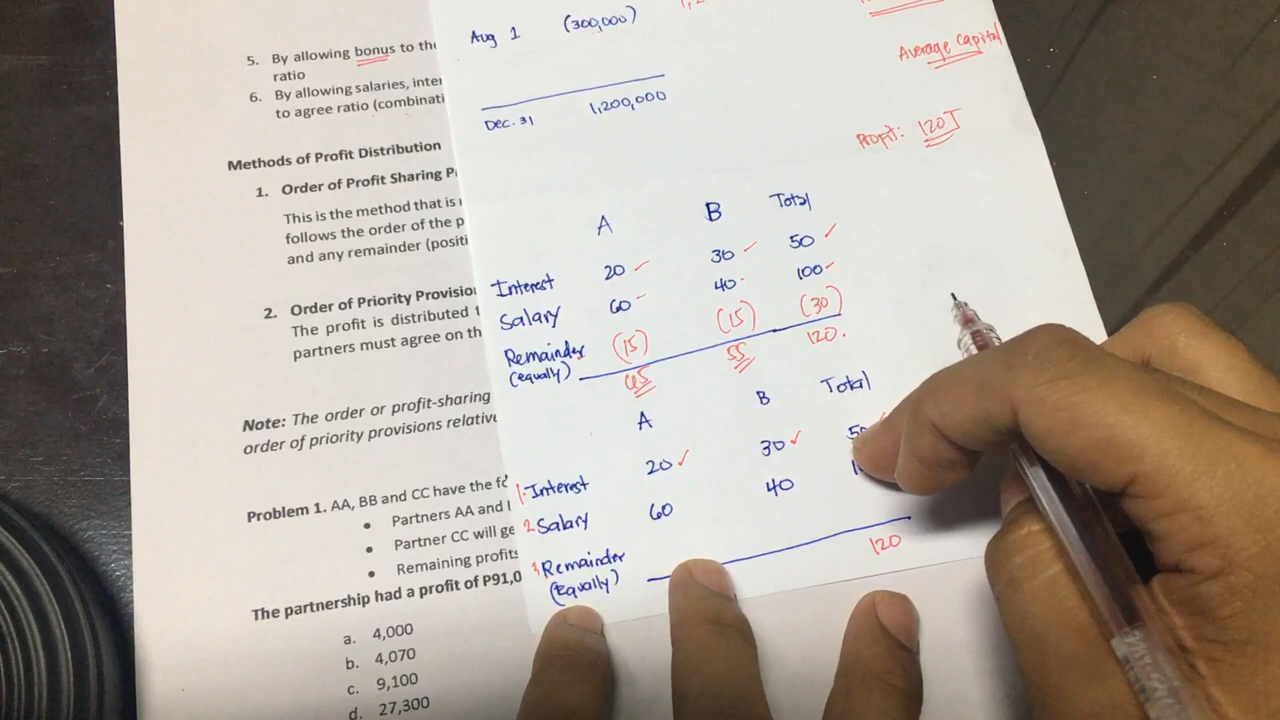 5. By allowing bonus to the
ratio
6. By allowing salaries, inter
to agree ratio (combinati
Methods of Profit Distribution
1. Order of Profit Sharing P
This is the method that is
follows the order of the p
and any remainder (positi
2. Order of Priority Provisio
The profit is distributed
partners must agree on th
Note: The order or profit-sharing
order of priority provisions relative
Problem 1. AA, BB and CC have the fo
• Partners AA and
• Partner CC will ge
• Remaining profits
The partnership had a profit of P91,0
a. 4,000
b. 4,070
c. 9,100
d. 27,300
Aug 1 (300,000)
Dec. 31 1,200,000
Average Capital
Profit: 120T
A B Total
Interest 20 30 50
Salary 60 40 100
Remainder (15) (15) (30)
(equally) 65 55 120.
A B Total
1. Interest 20 30
2 Salary 60 40
3 Remainder 120
(Equally)